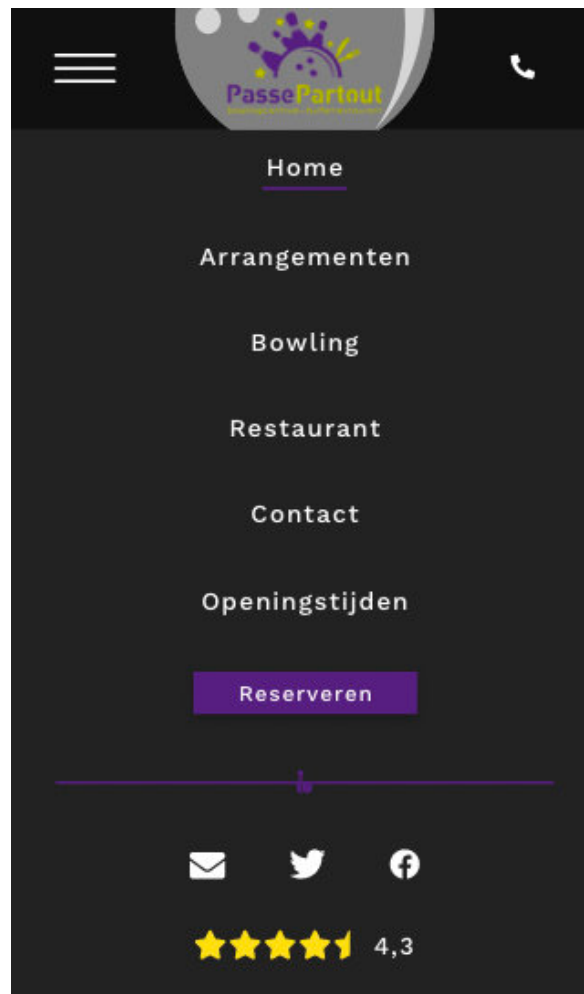 PassePartout
Home
Arrangementen
Bowling
Restaurant
Contact
Openingstijden
Reserveren
4,3